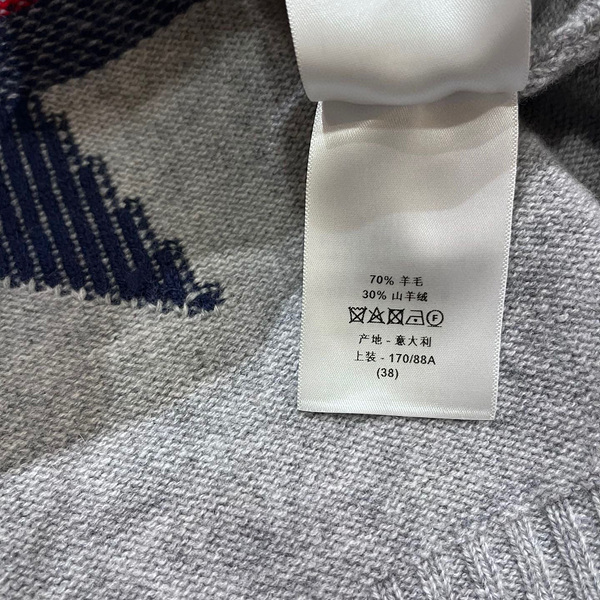 70% 羊毛
30% 山羊绒
F
产地 - 意大利
上装 - 170/88A
(38)